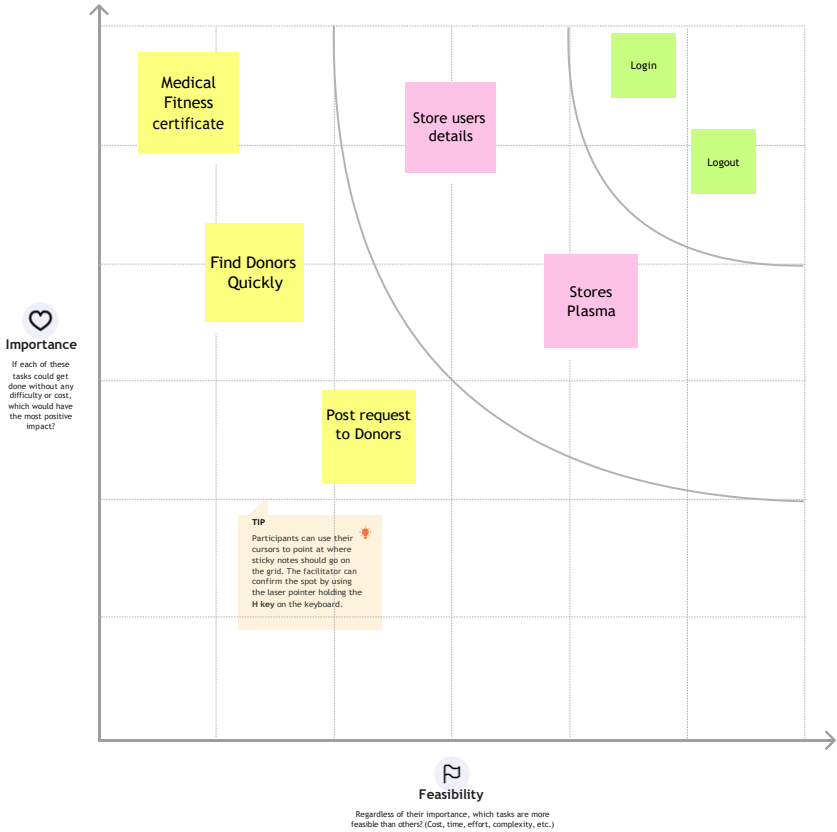 Medical
Fitness
certificate
Store users
details
Login
Logout
Find Donors
Quickly
Stores
Plasma
Importance
If each of these
tasks could get
done without any
difficulty or cost,
which would have
the most positive
impact?
Post request
to Donors
TIP
Participants can use their
cursors to point at where
sticky notes should go on
the grid. The facilitator can
confirm the spot by using
the laser pointer holding the
H key on the keyboard.
Feasibility
Regardless of their importance, which tasks are more
feasible than others? (Cost, time, effort, complexity, etc.)